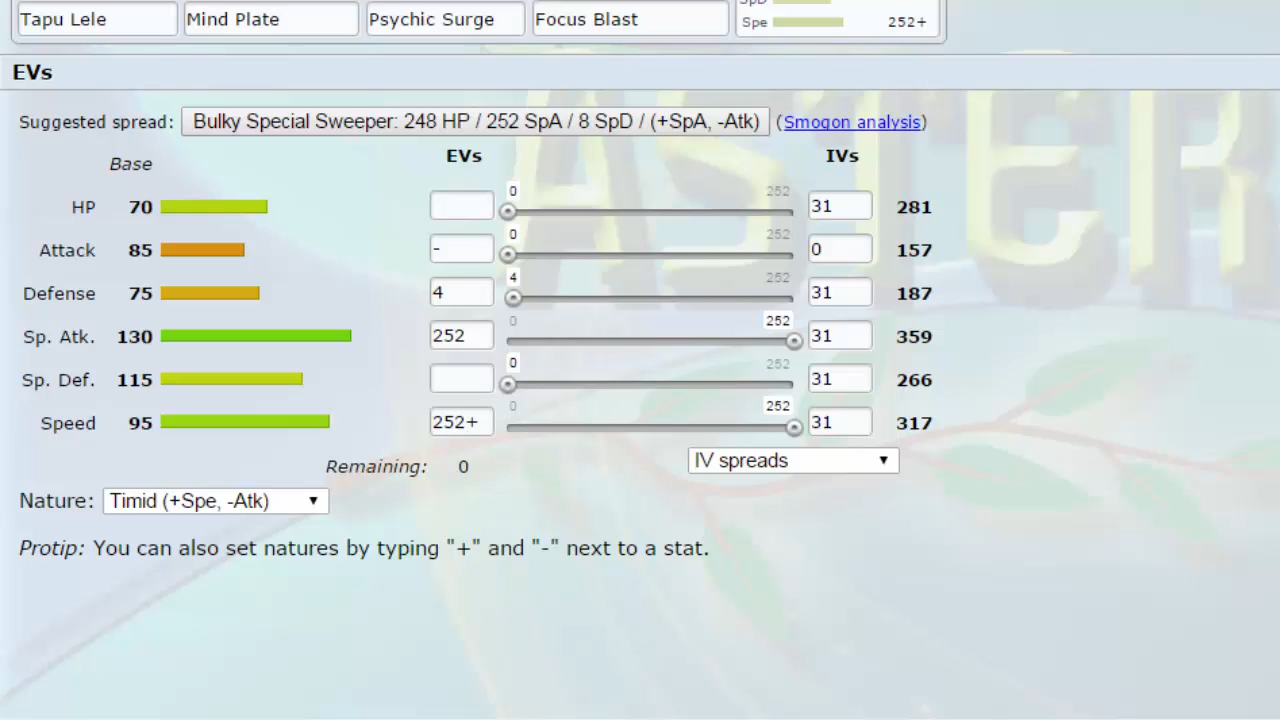 Tapu Lele Mind Plate Psychic Surge Focus Blast
SpD
Spe 252+
EVs
Suggested spread: Bulky Special Sweeper: 248 HP / 252 SpA / 8 SpD / (+SpA, -Atk) (Smogon analysis)
Base EVs IVs
HP 70 0 252 31 281
Attack 85 - 0 252 0 157
Defense 75 4 4 252 31 187
Sp. Atk. 130 252 0 252 31 359
Sp. Def. 115 0 252 31 266
Speed 95 252+ 0 252 31 317
Remaining: 0 IV spreads
Nature: Timid (+Spe, -Atk)
Protip: You can also set natures by typing "+" and "-" next to a stat.
ASTER